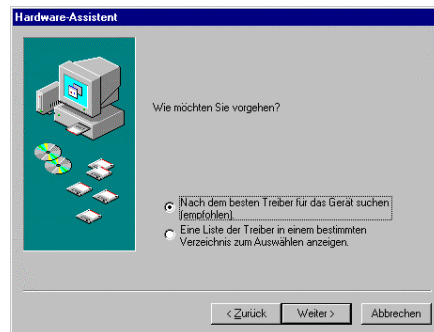 Hardware-Assistent
Wie möchten Sie vorgehen?
Nach dem besten Treiber für das Gerät suchen
(empfohlen).
Eine Liste der Treiber in einem bestimmten
Verzeichnis zum Auswählen anzeigen.
< Zurück Weiter > Abbrechen